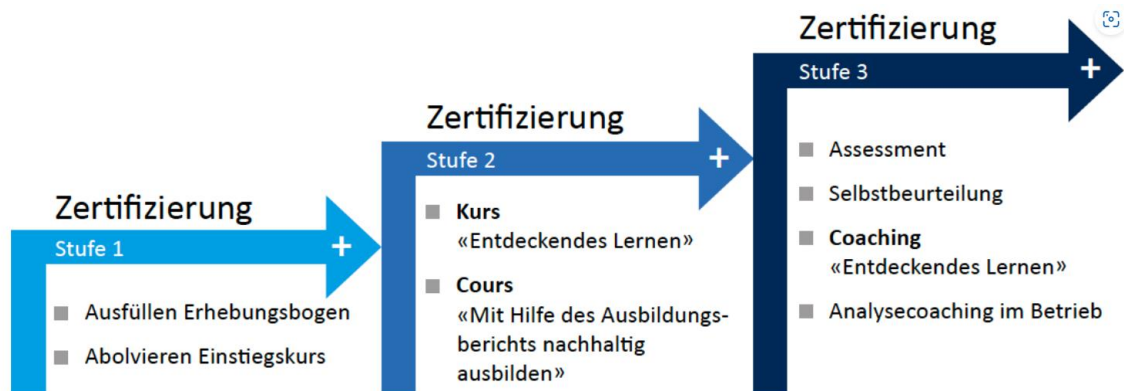 Zertifizierung
Stufe 1
+
Ausfüllen Erhebungsbogen
Abolvieren Einstiegskurs
Zertifizierung
Stufe 2
+
Kurs
«Entdeckendes Lernen»
Cours
«Mit Hilfe des Ausbildungs-
berichts nachhaltig
ausbilden»
Zertifizierung
Stufe 3
+
Assessment
Selbstbeurteilung
Coaching
«Entdeckendes Lernen»
Analysecoaching im Betrieb